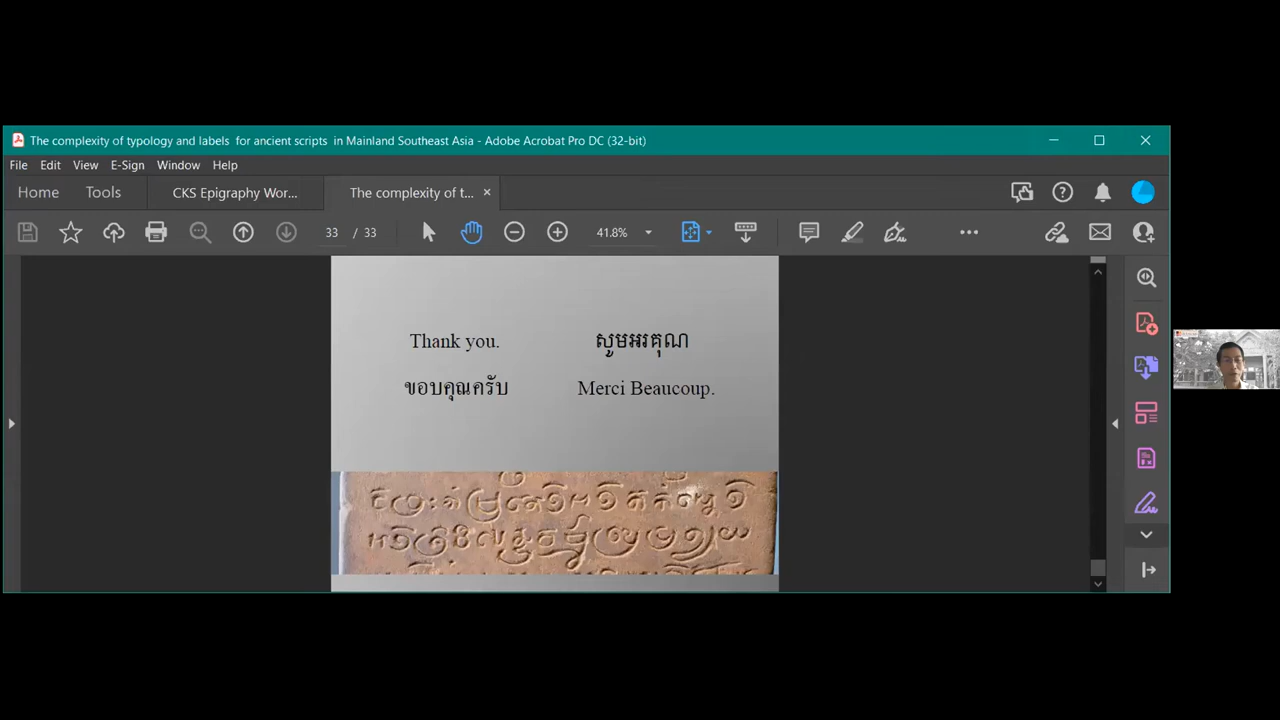 The complexity of typology and labels for ancient scripts in Mainland Southeast Asia - Adobe Acrobat Pro DC (32-bit)
File Edit View E-Sign Window Help
Home Tools CKS Epigraphy Wor... The complexity of t...
33 / 33 41.8%
Thank you. សូមអរគុណ
ขอบคุณครับ Merci Beaucoup.